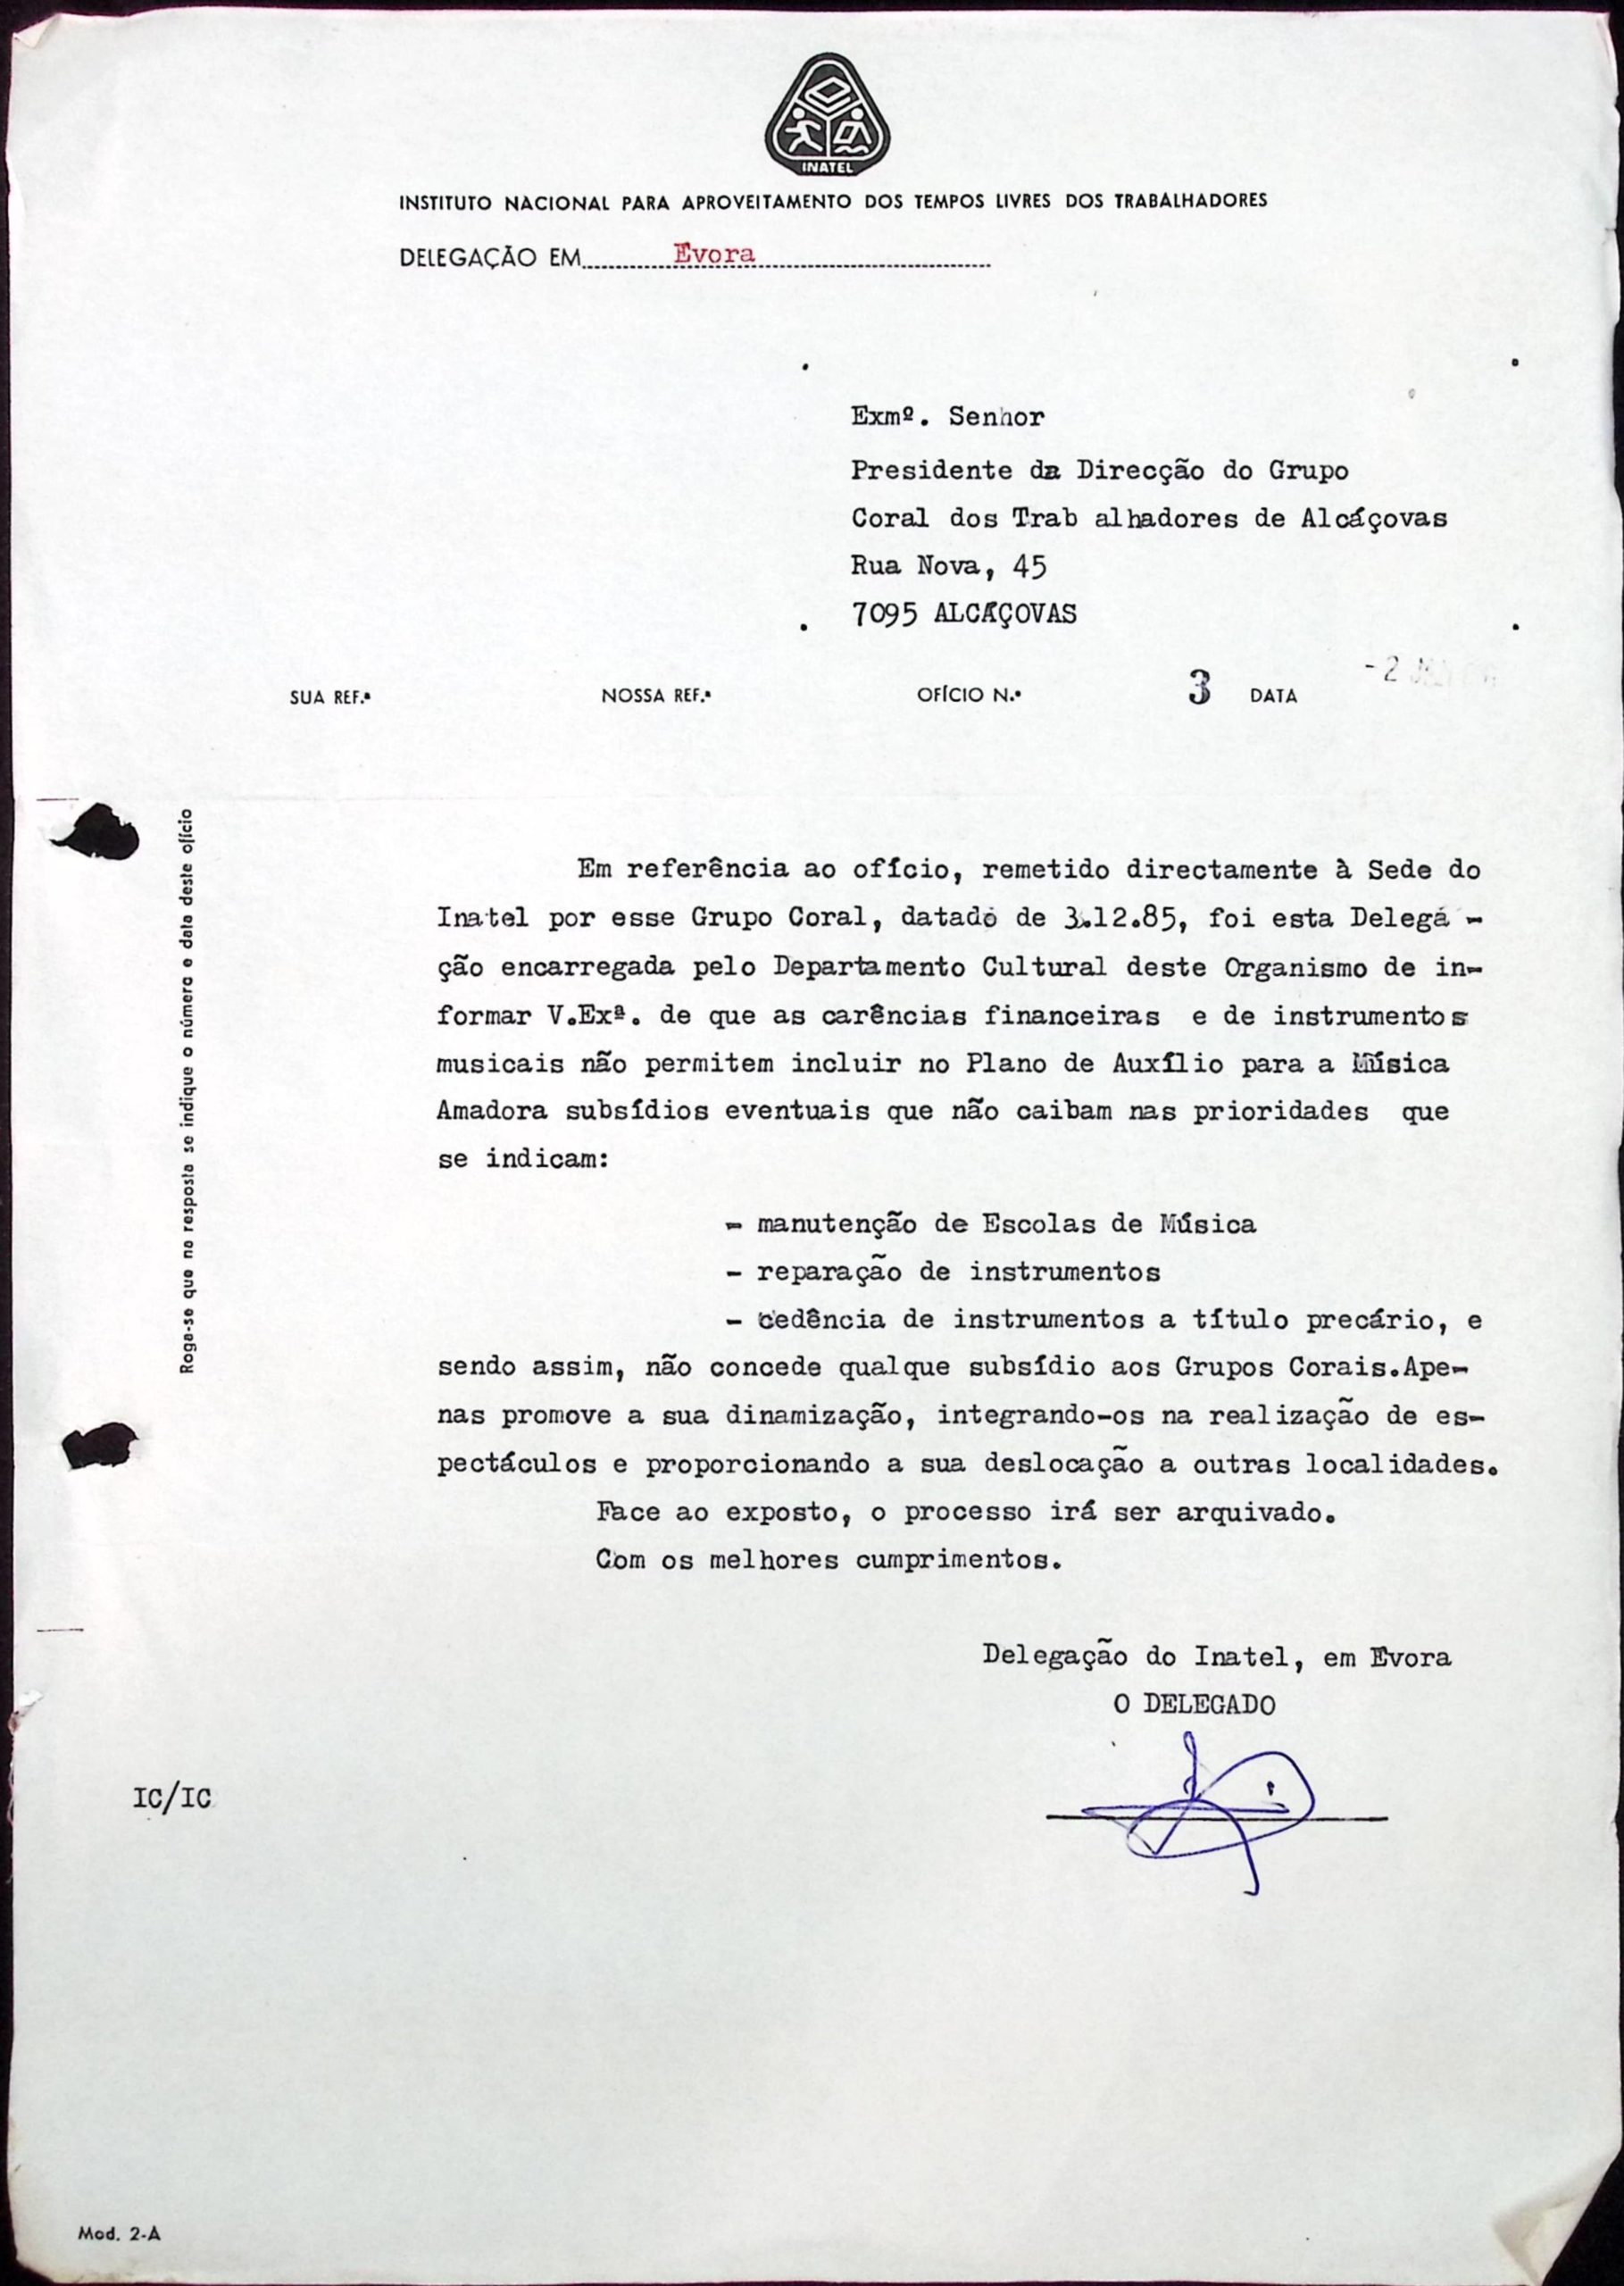 INATEL
INSTITUTO NACIONAL PARA APROVEITAMENTO DOS TEMPOS LIVRES DOS TRABALHADORES
DELEGAÇÃO EM Evora
Exmº. Senhor
Presidente da Direcção do Grupo
Coral dos Trab alhadores de Alcáçovas
Rua Nova, 45
7095 ALCÁÇOVAS
SUA REF.ª NOSSA REF.ª OFÍCIO N.º 3 DATA -2
Rogo-se que na resposta se indique o número e data deste ofício
Em referência ao ofício, remetido directamente à Sede do
Inatel por esse Grupo Coral, datado de 3.12.85, foi esta Delega -
ção encarregada pelo Departamento Cultural deste Organismo de in-
formar V.Exª. de que as carências financeiras e de instrumentos
musicais não permitem incluir no Plano de Auxílio para a Música
Amadora subsídios eventuais que não caibam nas prioridades que
se indicam:
- manutenção de Escolas de Música
- reparação de instrumentos
- cedência de instrumentos a título precário, e
sendo assim, não concede qualque subsídio aos Grupos Corais.Ape-
nas promove a sua dinamização, integrando-os na realização de es-
pectáculos e proporcionando a sua deslocação a outras localidades.
Face ao exposto, o processo irá ser arquivado.
Com os melhores cumprimentos.
Delegação do Inatel, em Evora
O DELEGADO
IC/IC
Mod. 2-A